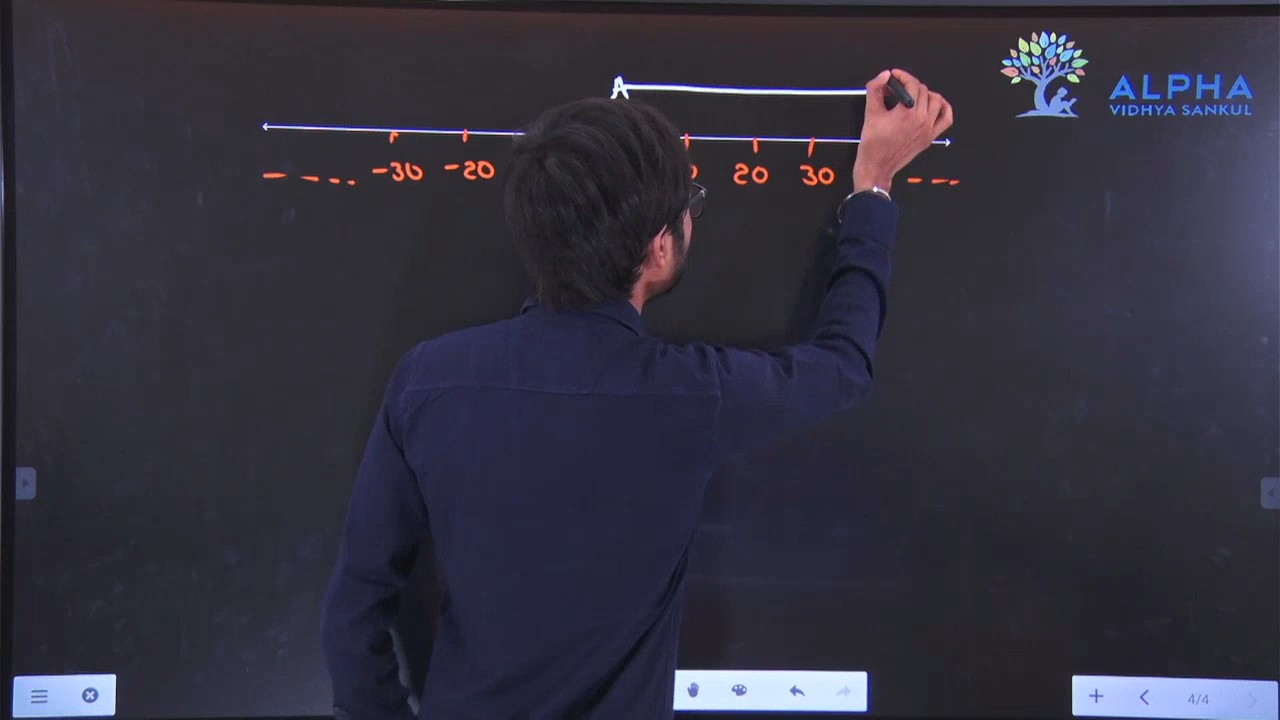 A
ALPHA
VIDHYA SANKUL
- - - . -30 -20 20 30 - - -
4/4